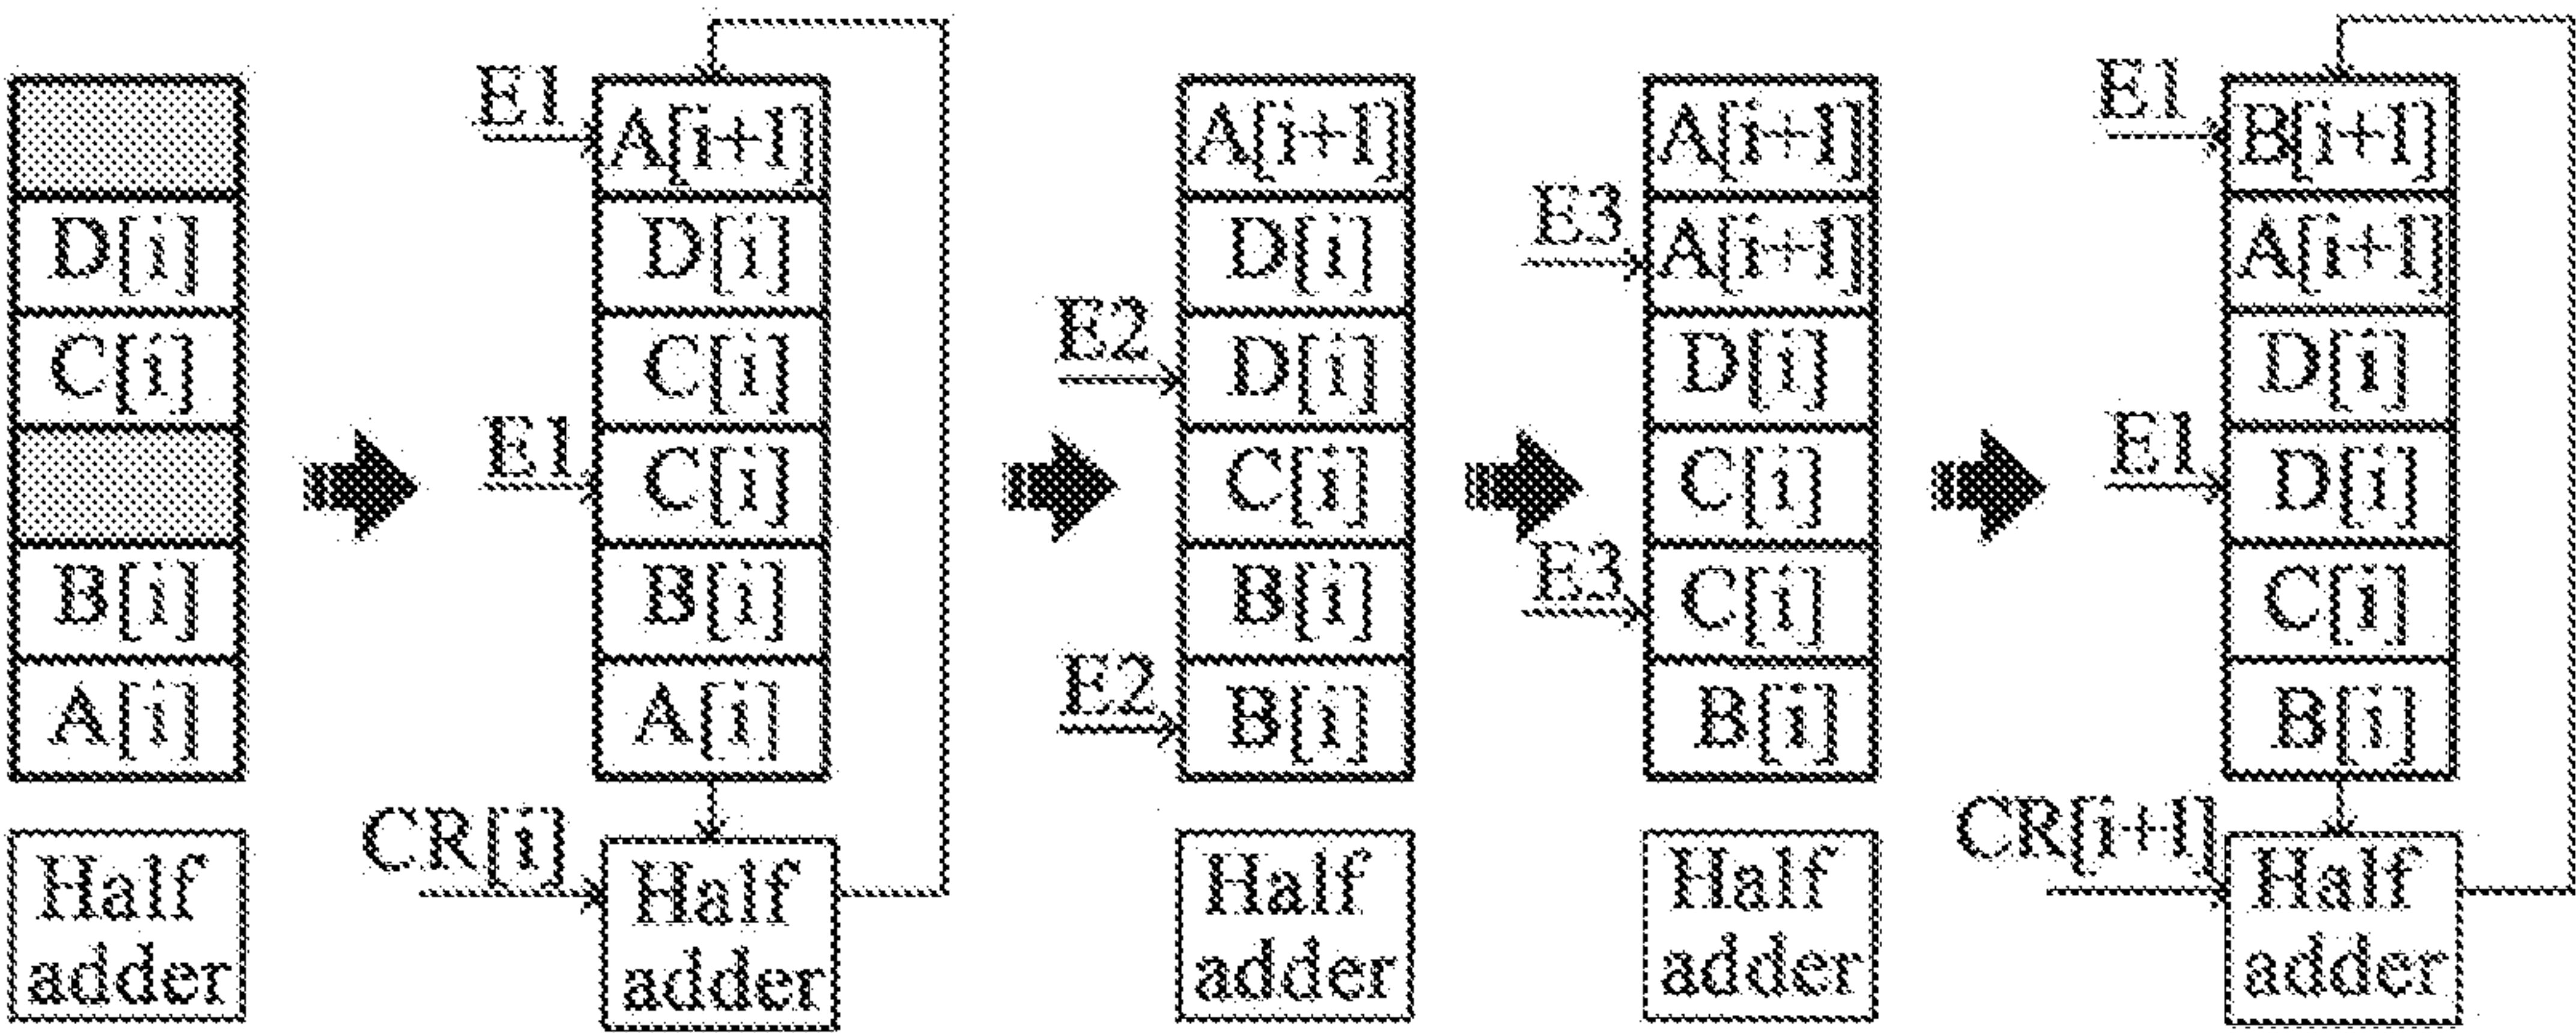 D[i]
C[i]
B[i]
A[i]
Half
adder
E1
A[i+1]
D[i]
C[i]
E1
C[i]
B[i]
A[i]
CR[i]
Half
adder
A[i+1]
D[i]
E2
D[i]
C[i]
B[i]
E2
B[i]
Half
adder
A[i+1]
E3
A[i+1]
D[i]
C[i]
E3
C[i]
B[i]
Half
adder
E1
B[i+1]
A[i+1]
D[i]
E1
D[i]
C[i]
B[i]
CR[i+1]
Half
adder